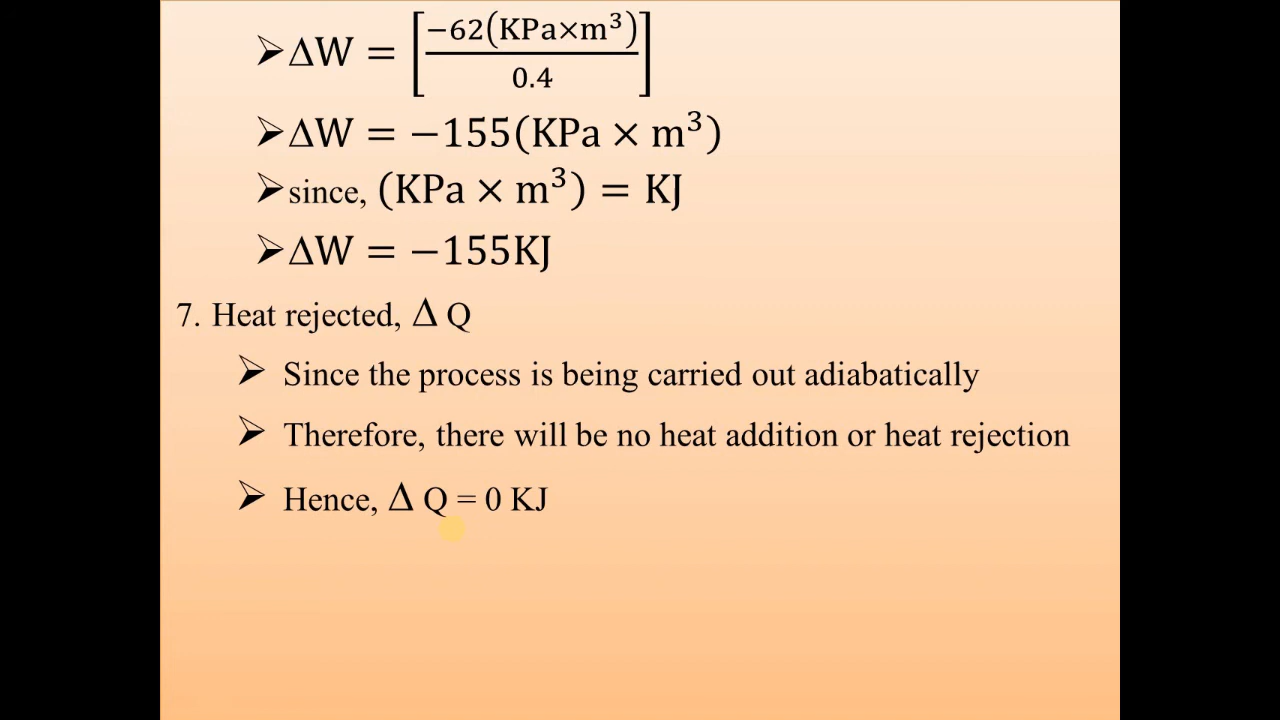 ➢ΔW = [−62(KPa×m³)/0.4]
➢ΔW = −155(KPa × m³)
➢since, (KPa × m³) = KJ
➢ΔW = −155KJ
7. Heat rejected, Δ Q
➢ Since the process is being carried out adiabatically
➢ Therefore, there will be no heat addition or heat rejection
➢ Hence, Δ Q = 0 KJ